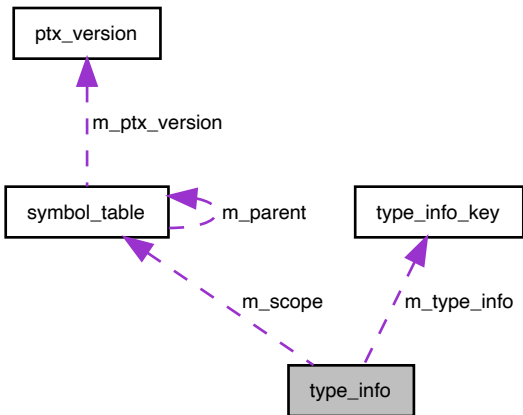 ptx_version
m_ptx_version
symbol_table
m_parent
type_info_key
m_scope
m_type_info
type_info